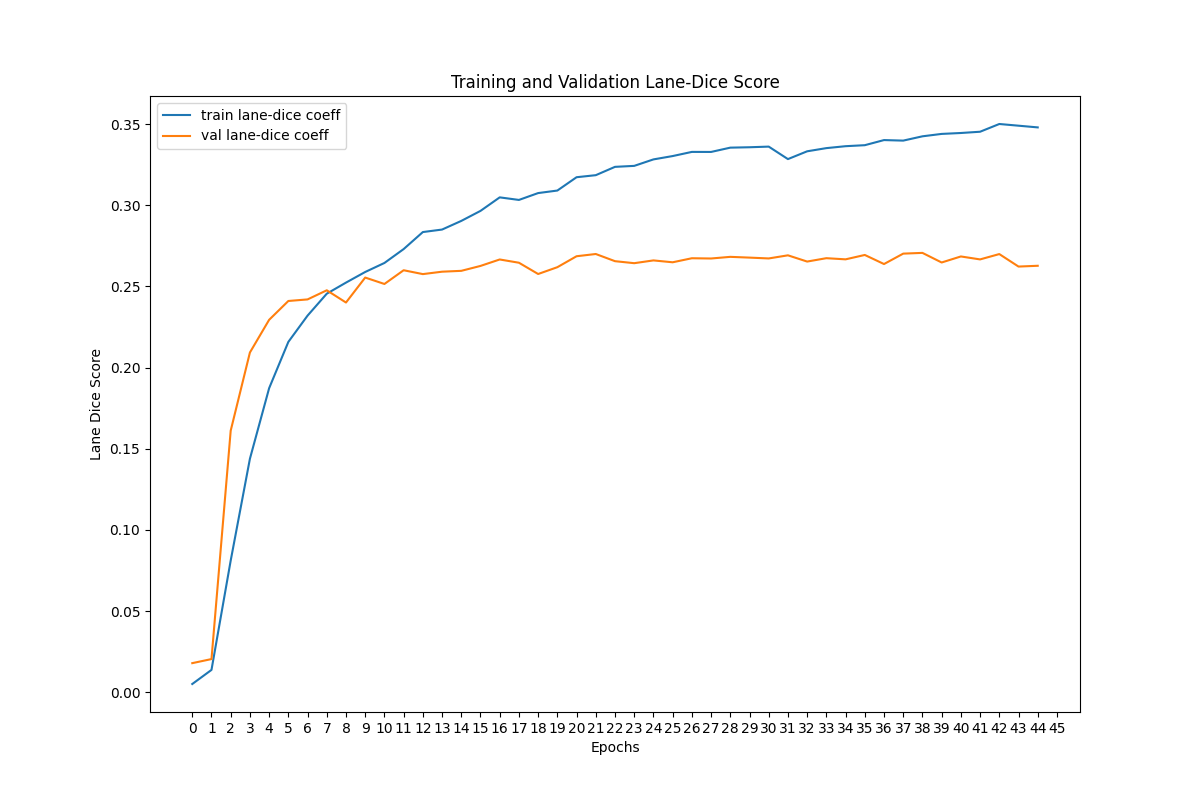 Training and Validation Lane-Dice Score
train lane-dice coeff
val lane-dice coeff
0.35
0.30
0.25
0.20
0.15
0.10
0.05
0.00
Lane Dice Score
0 1 2 3 4 5 6 7 8 9 10 11 12 13 14 15 16 17 18 19 20 21 22 23 24 25 26 27 28 29 30 31 32 33 34 35 36 37 38 39 40 41 42 43 44 45
Epochs